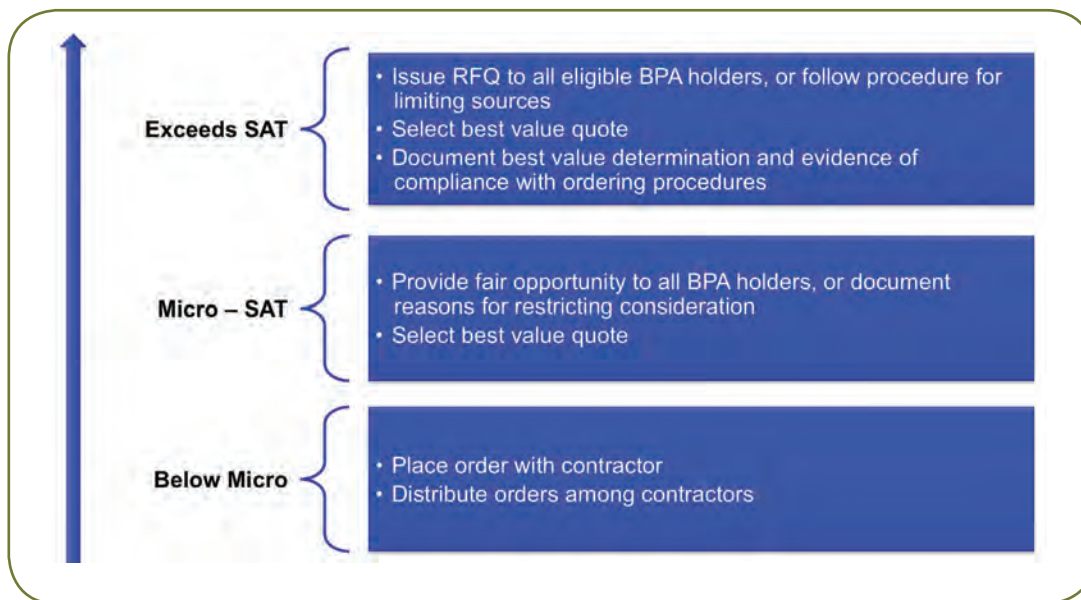 Exceeds SAT
• Issue RFQ to all eligible BPA holders, or follow procedure for
limiting sources
• Select best value quote
• Document best value determination and evidence of
compliance with ordering procedures
Micro – SAT
• Provide fair opportunity to all BPA holders, or document
reasons for restricting consideration
• Select best value quote
Below Micro
• Place order with contractor
• Distribute orders among contractors